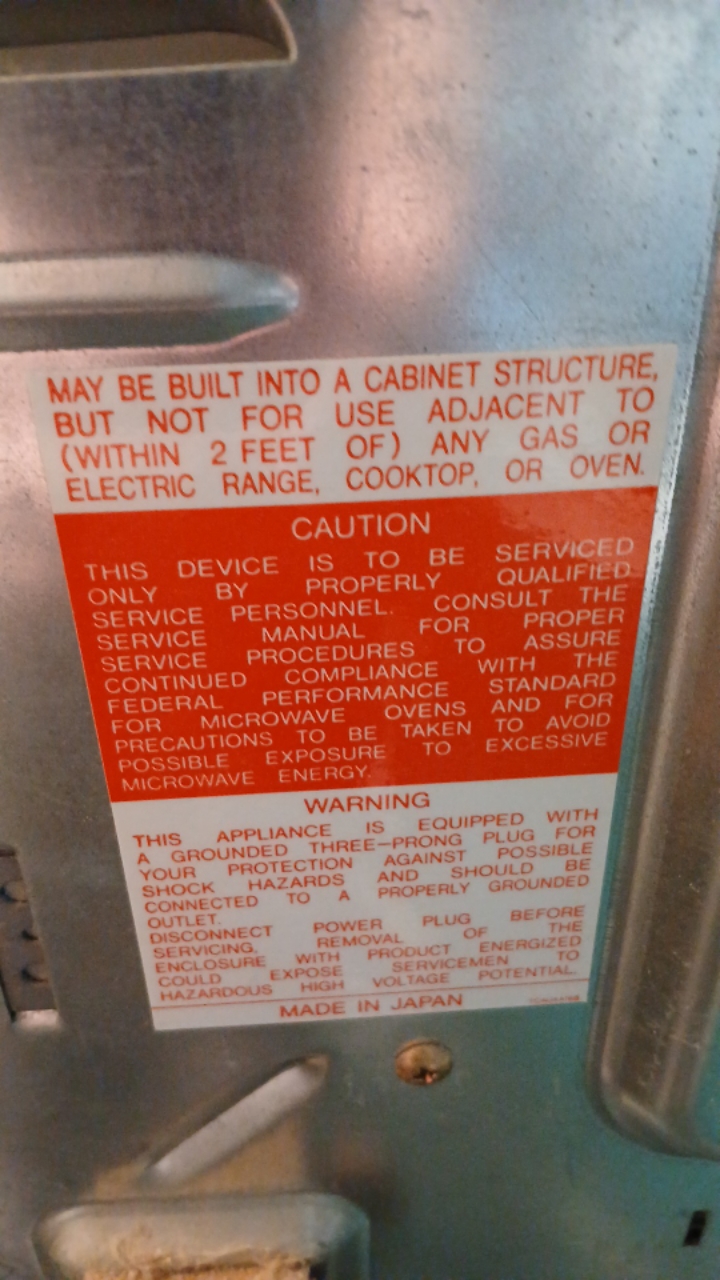 MAY BE BUILT INTO A CABINET STRUCTURE,
BUT NOT FOR USE ADJACENT TO
(WITHIN 2 FEET OF) ANY GAS OR
ELECTRIC RANGE, COOKTOP, OR OVEN.
CAUTION
THIS DEVICE IS TO BE SERVICED
ONLY BY PROPERLY QUALIFIED
SERVICE PERSONNEL. CONSULT THE
SERVICE MANUAL FOR PROPER
SERVICE PROCEDURES TO ASSURE
CONTINUED COMPLIANCE WITH THE
FEDERAL PERFORMANCE STANDARD
FOR MICROWAVE OVENS AND FOR
PRECAUTIONS TO BE TAKEN TO AVOID
POSSIBLE EXPOSURE TO EXCESSIVE
MICROWAVE ENERGY.
WARNING
THIS APPLIANCE IS EQUIPPED WITH
A GROUNDED THREE-PRONG PLUG FOR
YOUR PROTECTION AGAINST POSSIBLE
SHOCK HAZARDS AND SHOULD BE
CONNECTED TO A PROPERLY GROUNDED
OUTLET.
DISCONNECT POWER PLUG BEFORE
SERVICING, REMOVAL OF THE
ENCLOSURE WITH PRODUCT ENERGIZED
COULD EXPOSE SERVICEMEN TO
HAZARDOUS HIGH VOLTAGE POTENTIAL.
MADE IN JAPAN